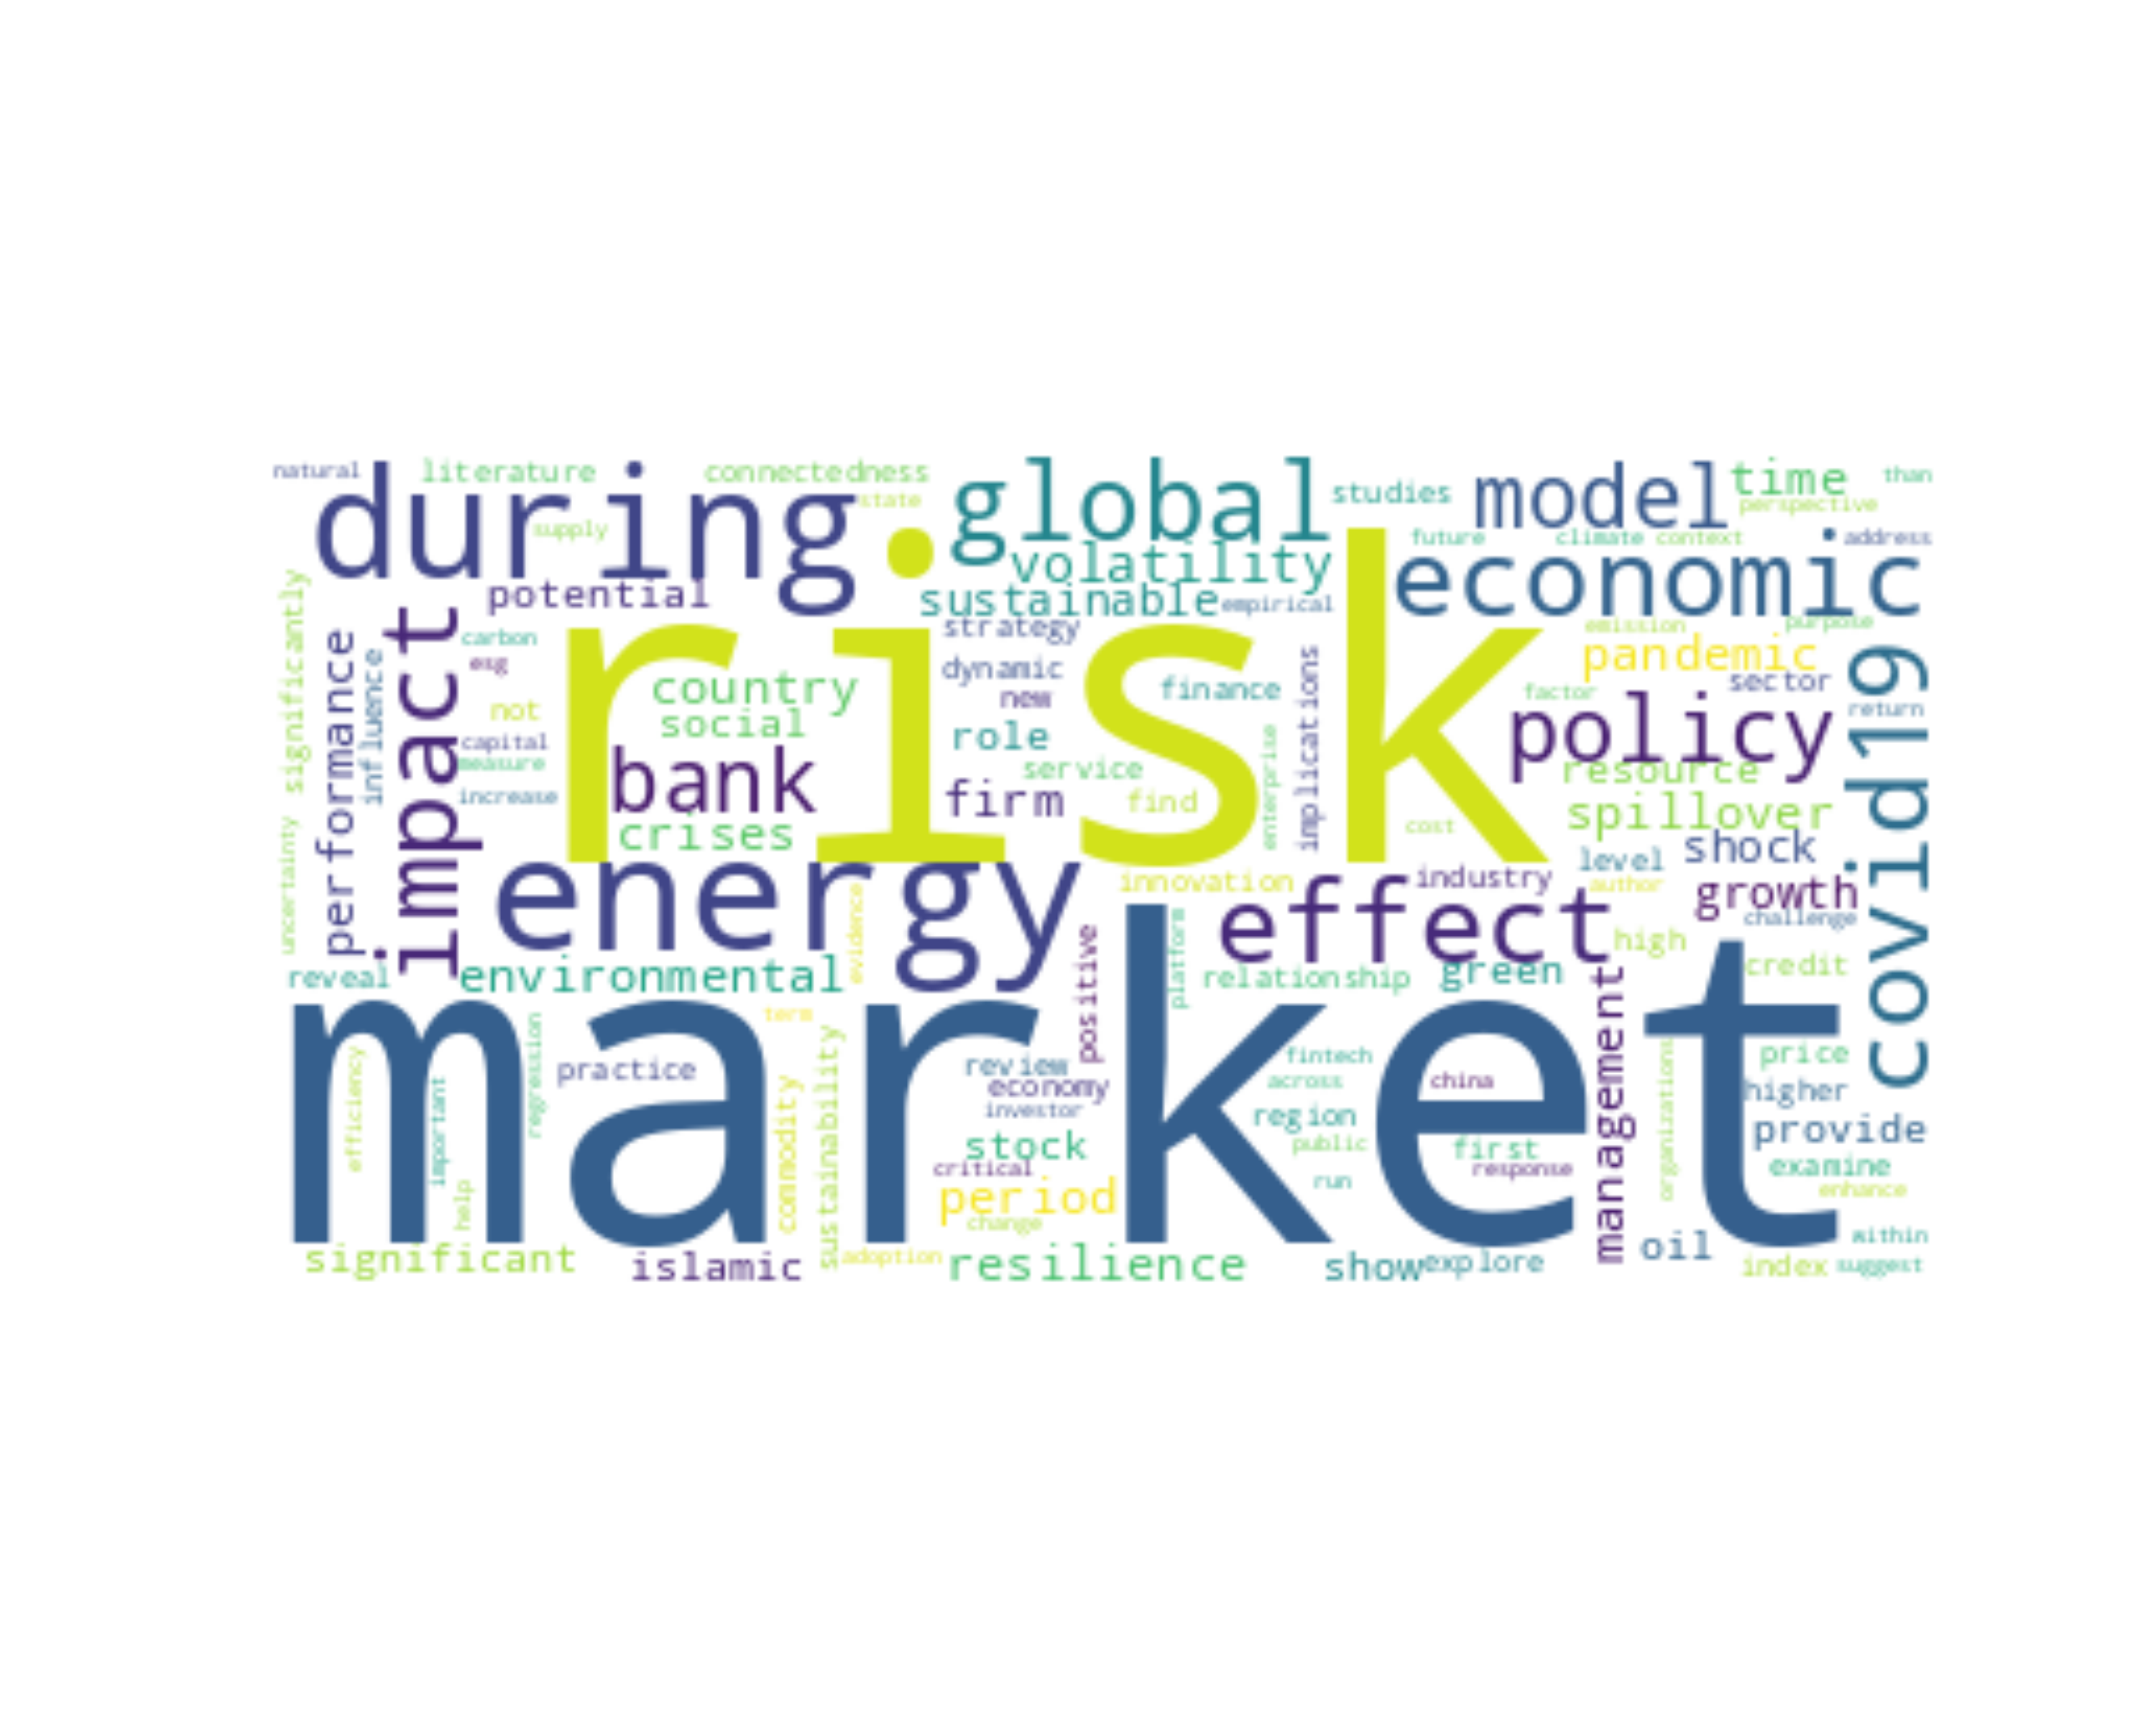 natural
literature
connectedness
during
state
supply
global
studies
model
time
than
perspective
future
climate
context
address
volatility
economic
potential
sustainable
empirical
significantly
performance
influence
impact
carbon
esg
not
capital
measure
increase
risk
strategy
dynamic
new
finance
country
social
role
bank
service
firm
find
crises
enterprise
implications
cost
emission
purpose
pandemic
sector
factor
return
policy
resource
spillover
shock
level
author
growth
challenge
covid19
uncertainty
energy
evidence
innovation
industry
effect
high
credit
reveal
environmental
positive
platform
relationship
green
management
market
term
efficiency
important
help
regression
practice
commodity
sustainability
review
economy
investor
stock
critical
period
change
fintech
across
china
region
public
first
response
run
organizations
price
higher
provide
examine
enhance
within
significant
islamic
adoption
resilience
show
explore
oil
index
suggest